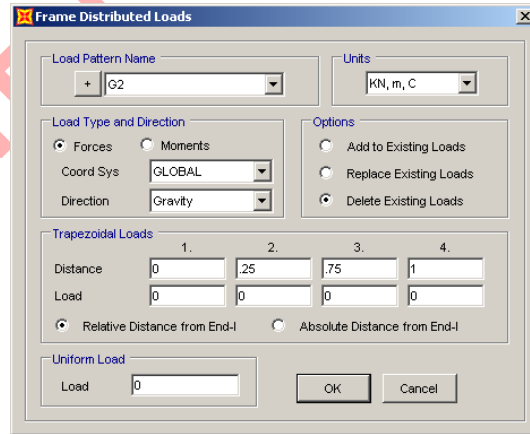 Frame Distributed Loads
Load Pattern Name
+ G2
Units
KN, m, C
Load Type and Direction
Forces Moments
Coord Sys GLOBAL
Direction Gravity
Options
Add to Existing Loads
Replace Existing Loads
Delete Existing Loads
Trapezoidal Loads
1. 2. 3. 4.
Distance 0 .25 .75 1
Load 0 0 0 0
Relative Distance from End-I Absolute Distance from End-I
Uniform Load
Load 0
OK Cancel